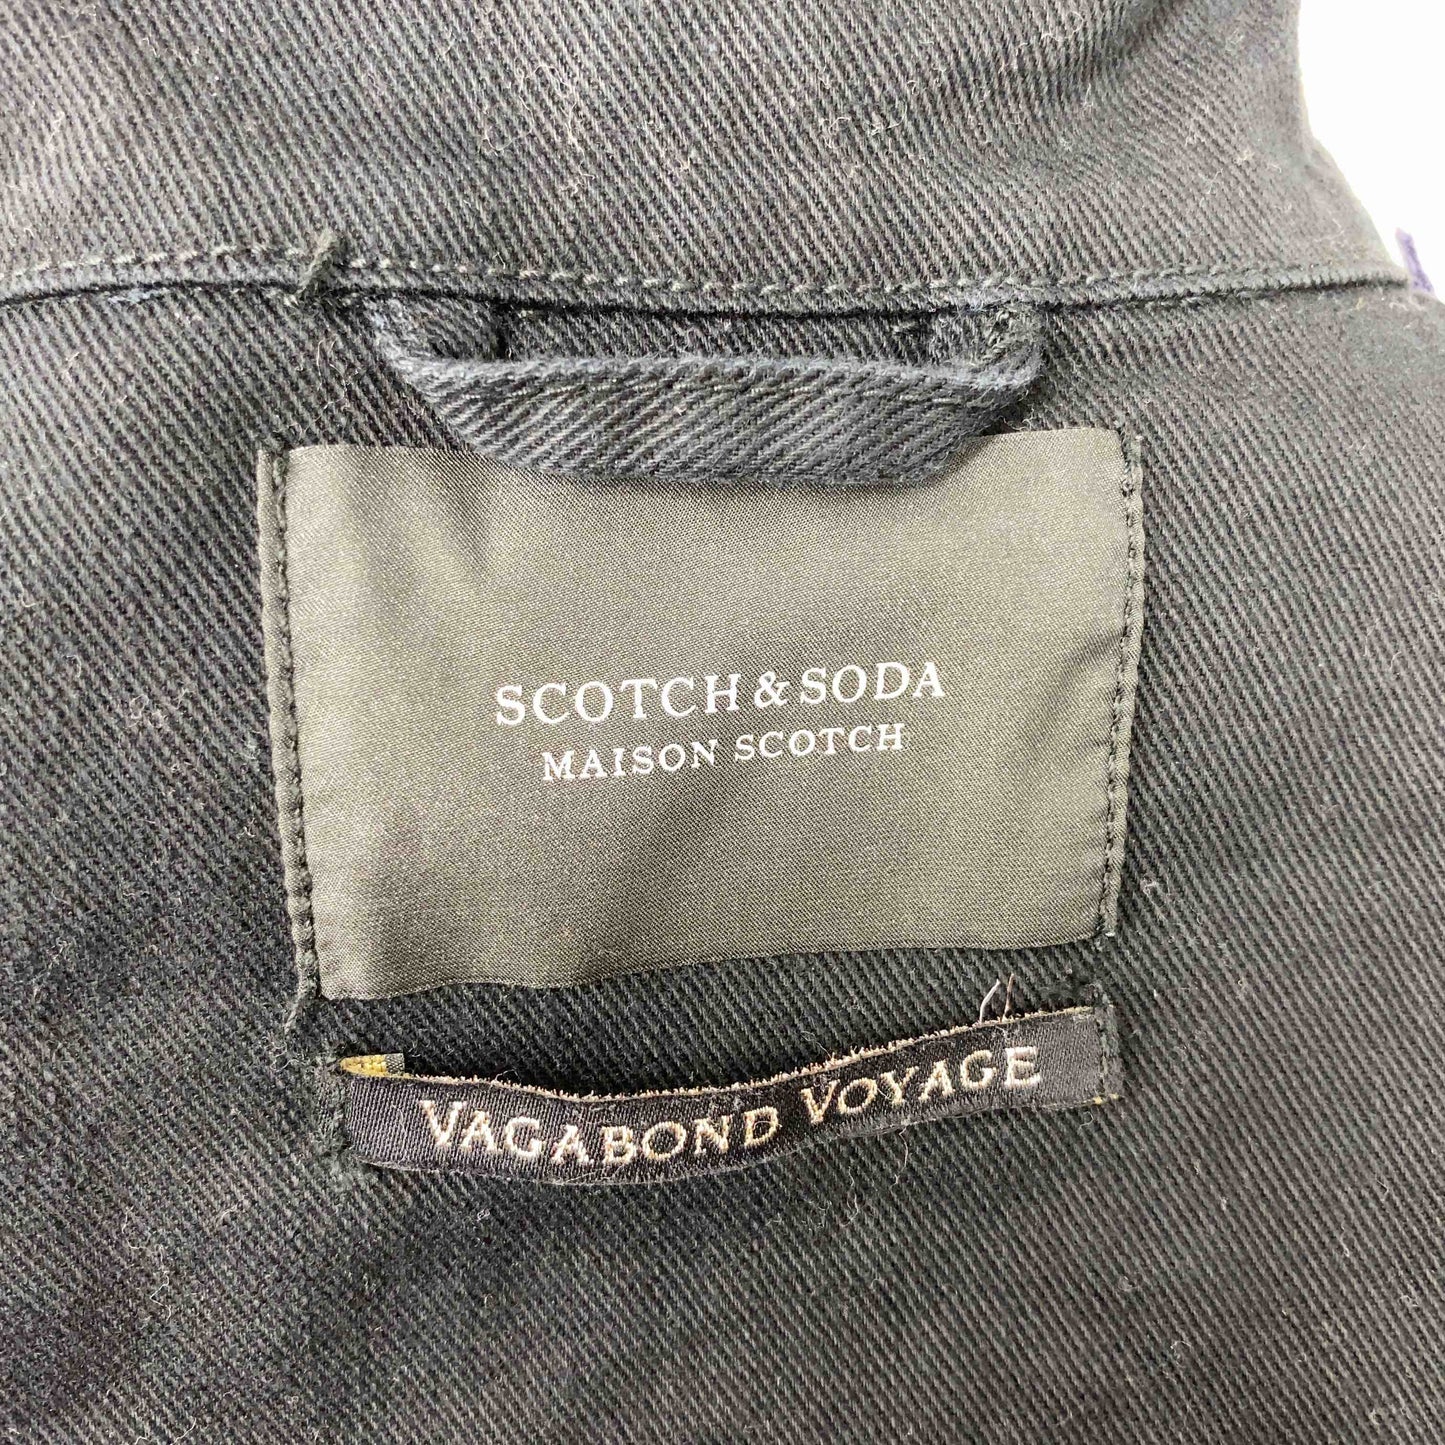 SCOTCH & SODA
MAISON SCOTCH
VAGABOND VOYAGE